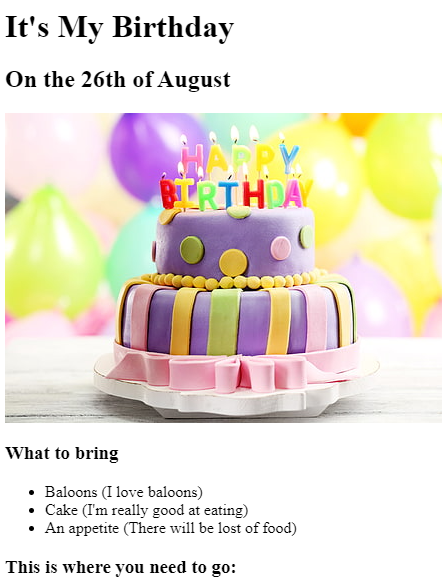 It's My Birthday
On the 26th of August
HAPPY
BIRTHDAY
What to bring
Baloons (I love baloons)
Cake (I'm really good at eating)
An appetite (There will be lost of food)
This is where you need to go: